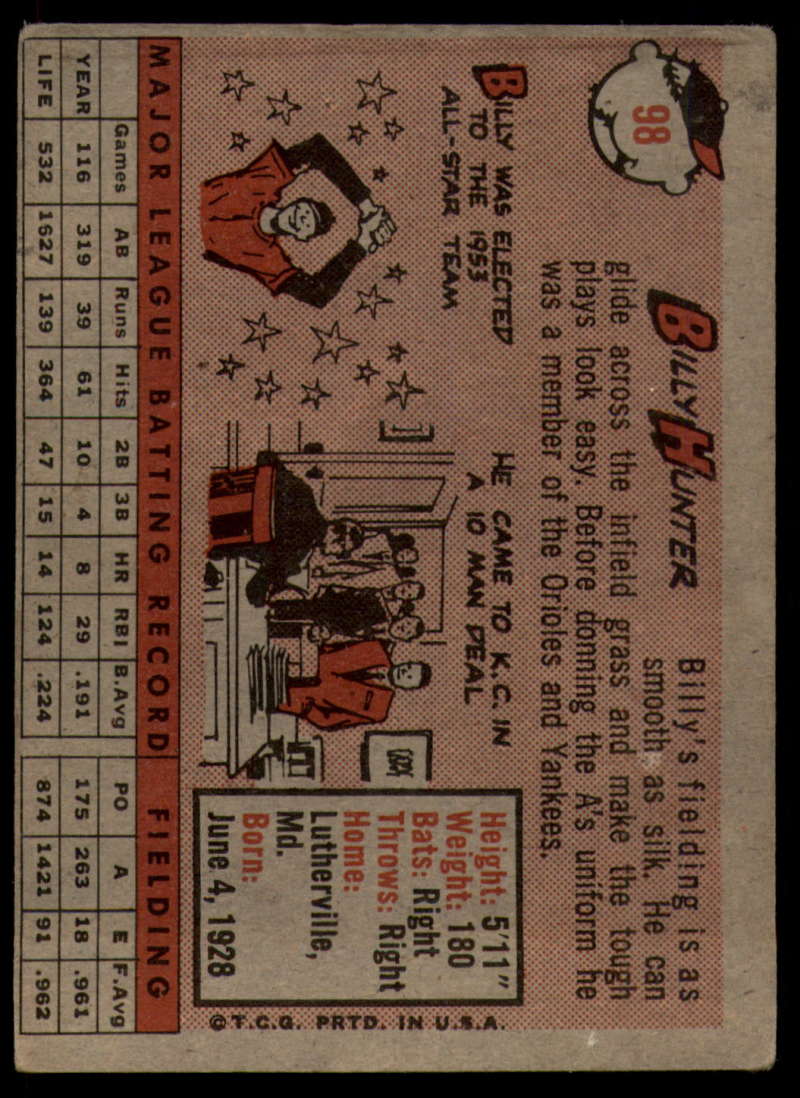 98
BILLY HUNTER
Billy's fielding is as
smooth as silk. He can
glide across the infield grass and make the tough
plays look easy. Before donning the A's uniform he
was a member of the Orioles and Yankees.
BILLY WAS ELECTED
TO THE 1953
ALL-STAR TEAM
HE CAME TO K.C. IN
A 10 MAN DEAL
Height: 5'11"
Weight: 180
Bats: Right
Throws: Right
Home:
Lutherville,
Md.
Born:
June 4, 1928
© T.C.G. PRTD. IN U.S.A.
MAJOR LEAGUE BATTING RECORD FIELDING
Games AB Runs Hits 2B 3B HR RBI B.Avg PO A E F.Avg
YEAR 116 319 39 61 10 4 8 29 .191 175 263 18 .961
LIFE 532 1627 139 364 47 15 14 124 .224 874 1421 91 .962